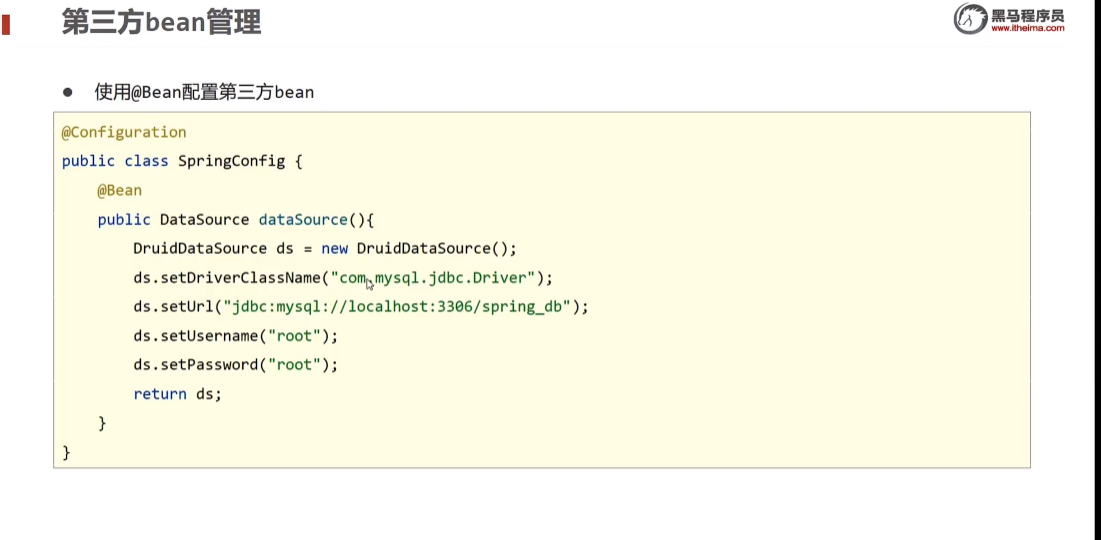 第三方bean管理
黑马程序员
www.itheima.com
● 使用@Bean配置第三方bean
@Configuration
public class SpringConfig {
    @Bean
    public DataSource dataSource(){
        DruidDataSource ds = new DruidDataSource();
        ds.setDriverClassName("com.mysql.jdbc.Driver");
        ds.setUrl("jdbc:mysql://localhost:3306/spring_db");
        ds.setUsername("root");
        ds.setPassword("root");
        return ds;
    }
}